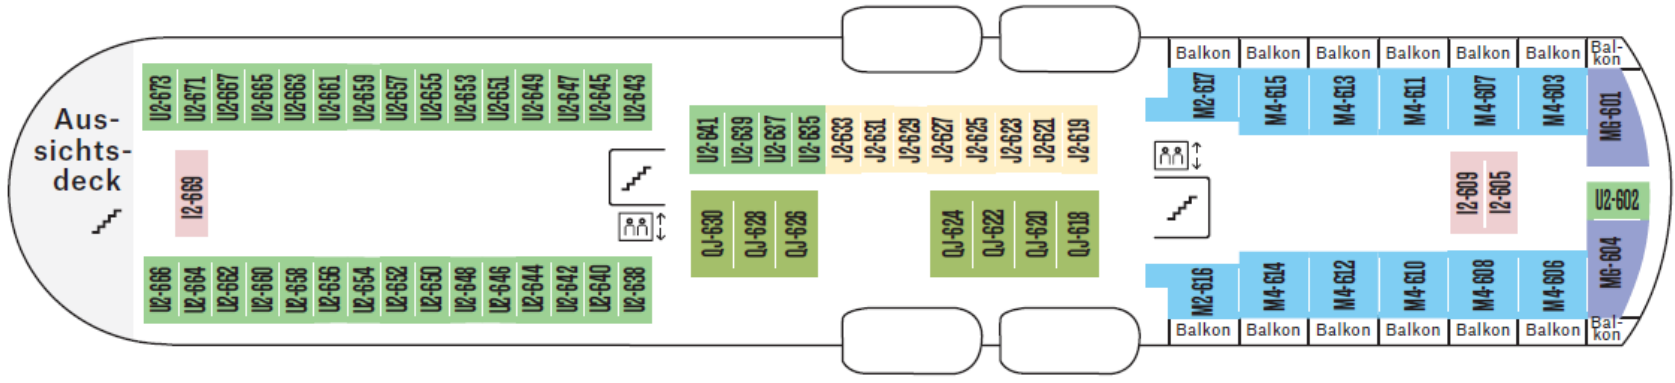 Balkon Balkon Balkon Balkon Balkon Balkon Bal-
kon
U2-673 U2-671 U2-667 U2-665 U2-663 U2-661 U2-659 U2-657 U2-655 U2-653 U2-651 U2-649 U2-647 U2-645 U2-643
M2-617 M4-615 M4-613 M4-611 M4-607 M4-603 M6-601
Aus-
sichts-
deck
U2-641 U2-639 U2-637 U2-635 J2-633 J2-631 J2-629 J2-627 J2-625 J2-623 J2-621 J2-619
I2-669
I2-609 I2-605
U2-602
QJ-630 QJ-628 QJ-626 QJ-624 QJ-622 QJ-620 QJ-618
U2-666 U2-664 U2-662 U2-660 U2-658 U2-656 U2-654 U2-652 U2-650 U2-648 U2-646 U2-644 U2-642 U2-640 U2-638
M2-616 M4-614 M4-612 M4-610 M4-608 M4-606 M6-604
Balkon Balkon Balkon Balkon Balkon Balkon Bal-
kon